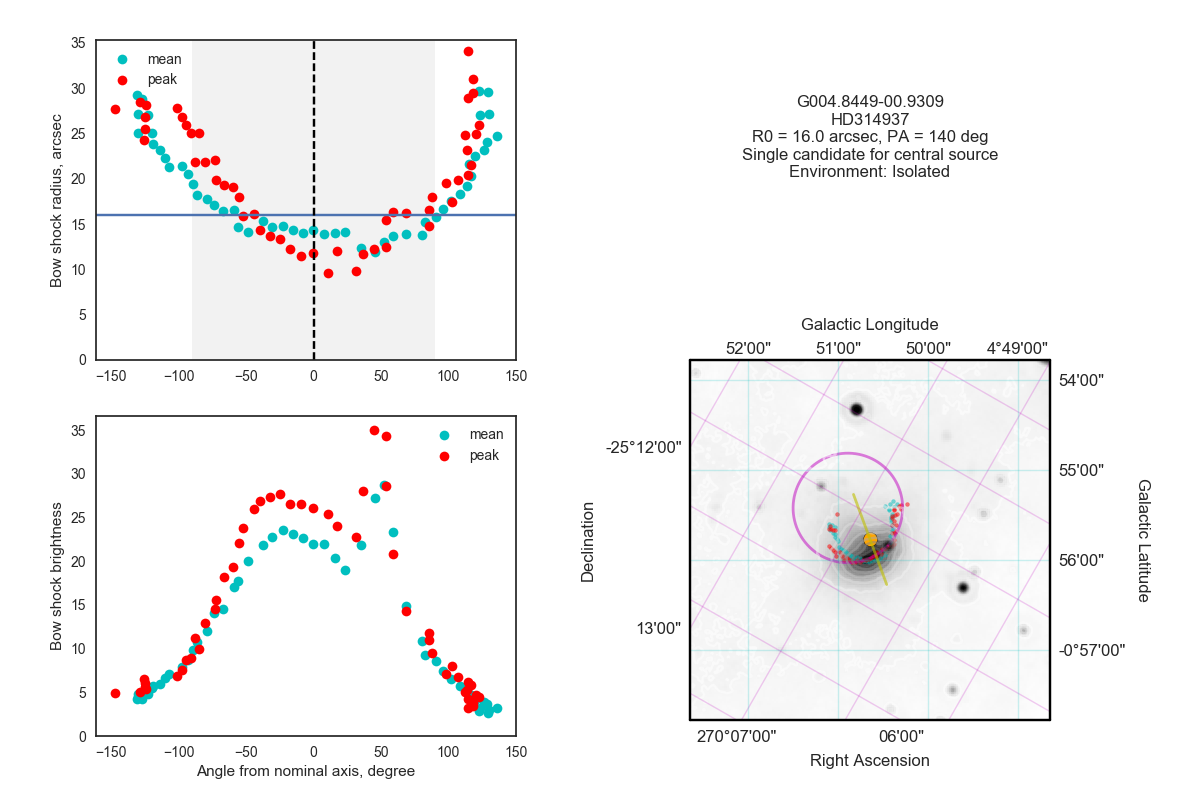 35
30
25
20
15
10
5
0
Bow shock radius, arcsec
mean
peak
−150
−100
−50
0
50
100
150
35
30
25
20
15
10
5
0
Bow shock brightness
mean
peak
−150
−100
−50
0
50
100
150
Angle from nominal axis, degree
G004.8449-00.9309
HD314937
R0 = 16.0 arcsec, PA = 140 deg
Single candidate for central source
Environment: Isolated
Galactic Longitude
52'00"
51'00"
50'00"
4°49'00"
54'00"
55'00"
56'00"
-0°57'00"
Galactic Latitude
-25°12'00"
13'00"
Declination
270°07'00"
06'00"
Right Ascension